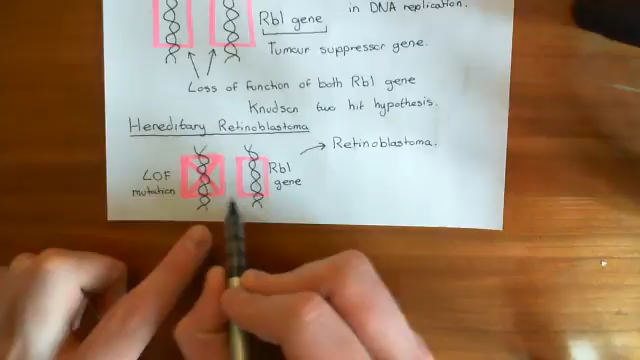 in DNA replication.
Rb1 gene
Tumour suppressor gene.
Loss of function of both Rb1 gene
Knudson two hit hypothesis.
Hereditary Retinoblastoma
LOF mutation
Rb1 gene
Retinoblastoma.